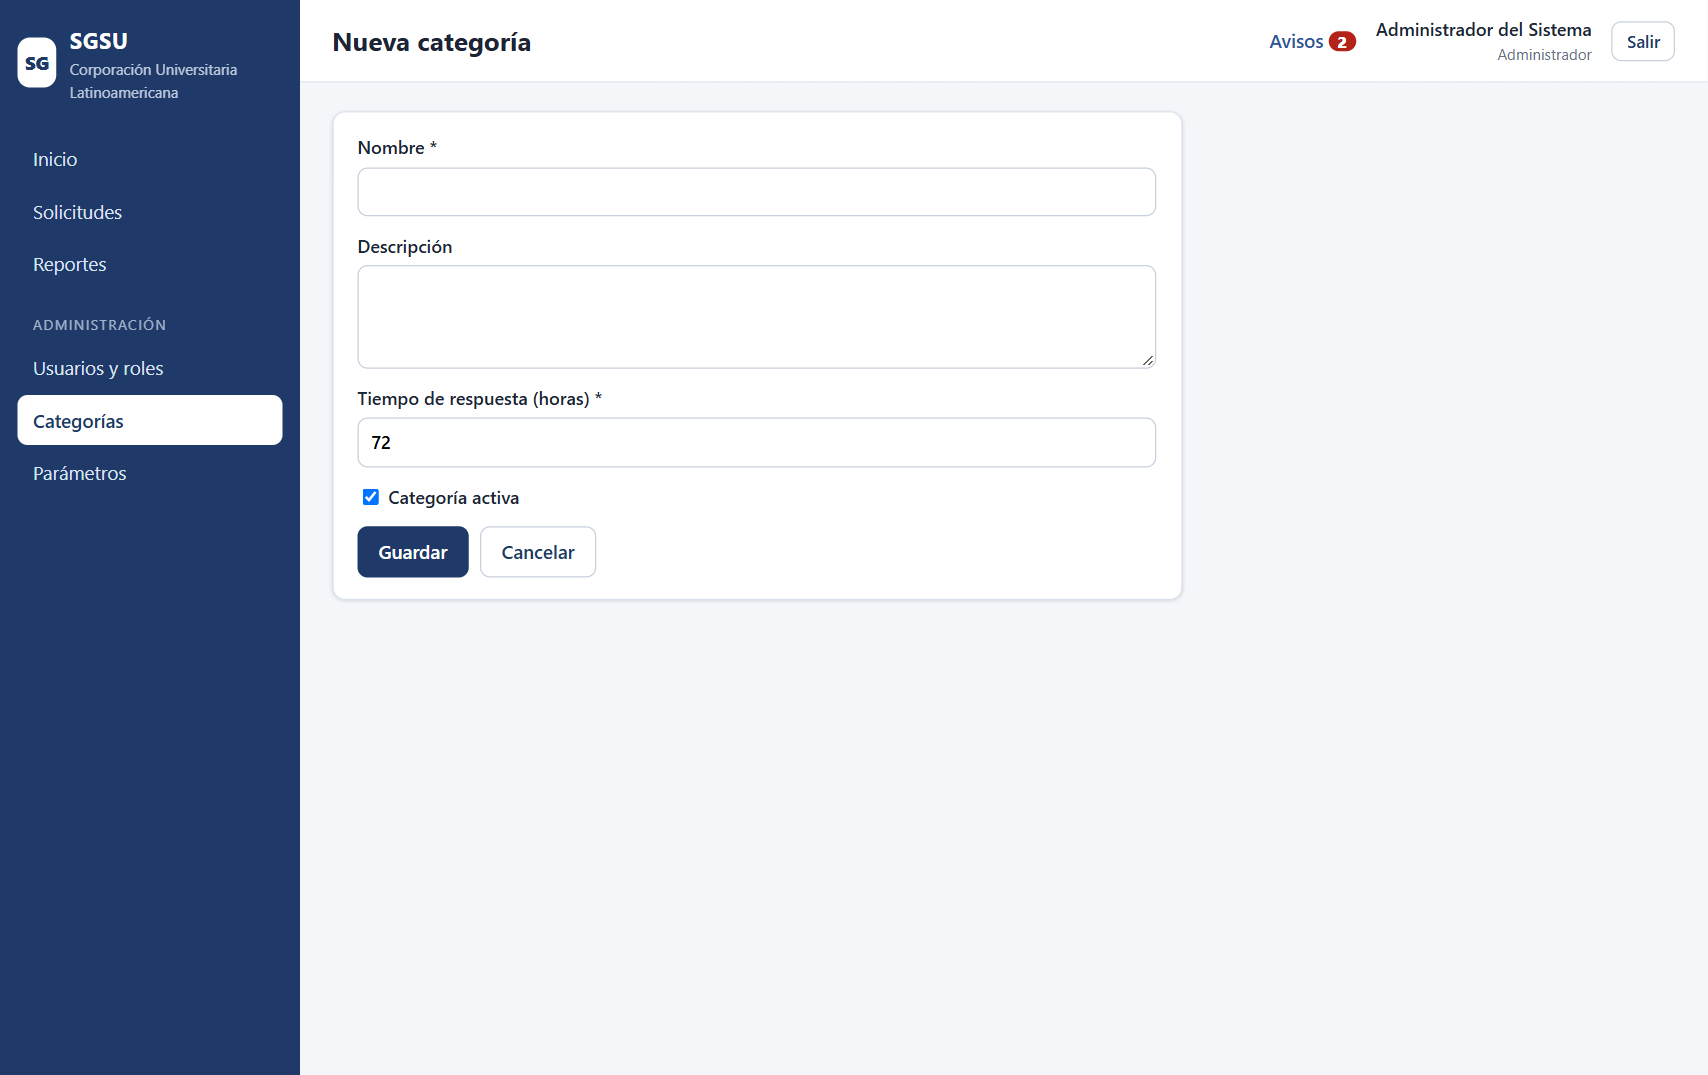 SG
SGSU
Corporación Universitaria
Latinoamericana
Inicio
Solicitudes
Reportes
ADMINISTRACIÓN
Usuarios y roles
Categorías
Parámetros
Nueva categoría
Avisos 2
Administrador del Sistema
Administrador
Salir
Nombre *
Descripción
Tiempo de respuesta (horas) *
72
Categoría activa
Guardar
Cancelar